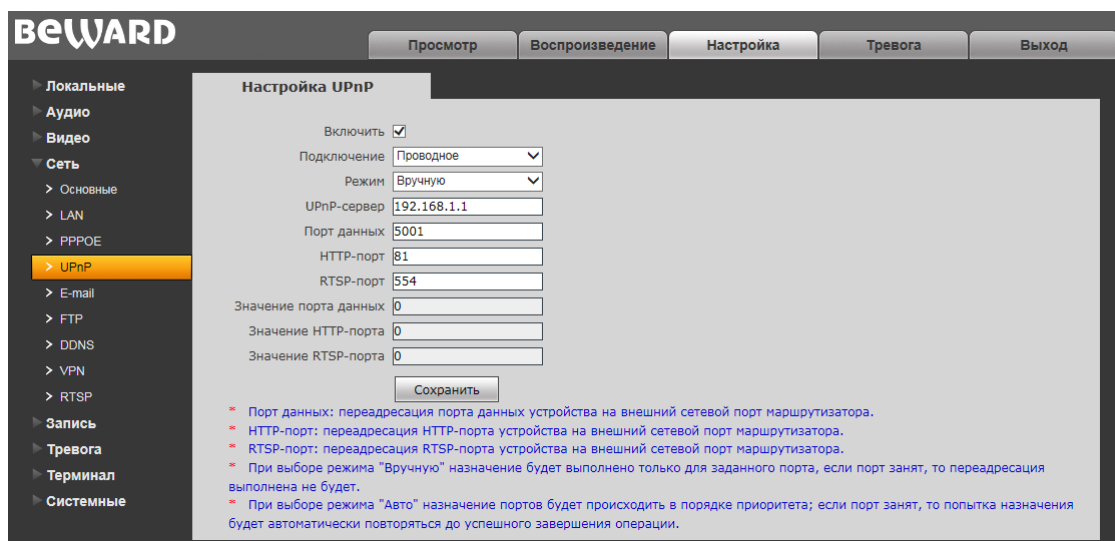 BEWARD
Просмотр
Воспроизведение
Настройка
Тревога
Выход
Локальные
Аудио
Видео
Сеть
Основные
LAN
PPPOE
UPnP
E-mail
FTP
DDNS
VPN
RTSP
Запись
Тревога
Терминал
Системные
Настройка UPnP
Включить
Подключение Проводное
Режим Вручную
UPnP-сервер 192.168.1.1
Порт данных 5001
HTTP-порт 81
RTSP-порт 554
Значение порта данных 0
Значение HTTP-порта 0
Значение RTSP-порта 0
Сохранить
* Порт данных: переадресация порта данных устройства на внешний сетевой порт маршрутизатора.
* HTTP-порт: переадресация HTTP-порта устройства на внешний сетевой порт маршрутизатора.
* RTSP-порт: переадресация RTSP-порта устройства на внешний сетевой порт маршрутизатора.
* При выборе режима "Вручную" назначение будет выполнено только для заданного порта, если порт занят, то переадресация
выполнена не будет.
* При выборе режима "Авто" назначение портов будет происходить в порядке приоритета; если порт занят, то попытка назначения
будет автоматически повторяться до успешного завершения операции.